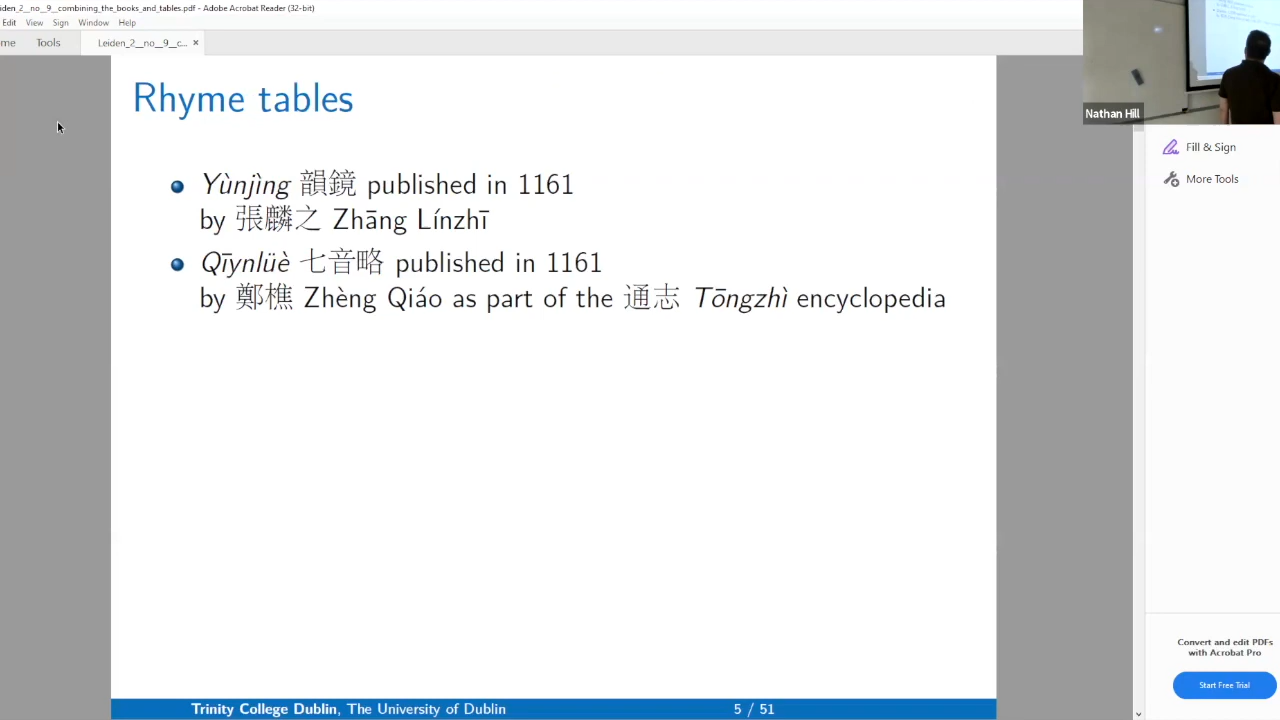 eiden_2__no__9__combining_the_books_and_tables.pdf - Adobe Acrobat Reader (32-bit)
Edit View Sign Window Help
me Tools Leiden_2__no__9__c... ×
Rhyme tables
Yùnjìng 韻鏡 published in 1161
by 張麟之 Zhāng Línzhī
Qīynlüè 七音略 published in 1161
by 鄭樵 Zhèng Qiáo as part of the 通志 Tōngzhì encyclopedia
Trinity College Dublin, The University of Dublin 5 / 51
Nathan Hill
Fill & Sign
More Tools
Convert and edit PDFs
with Acrobat Pro
Start Free Trial